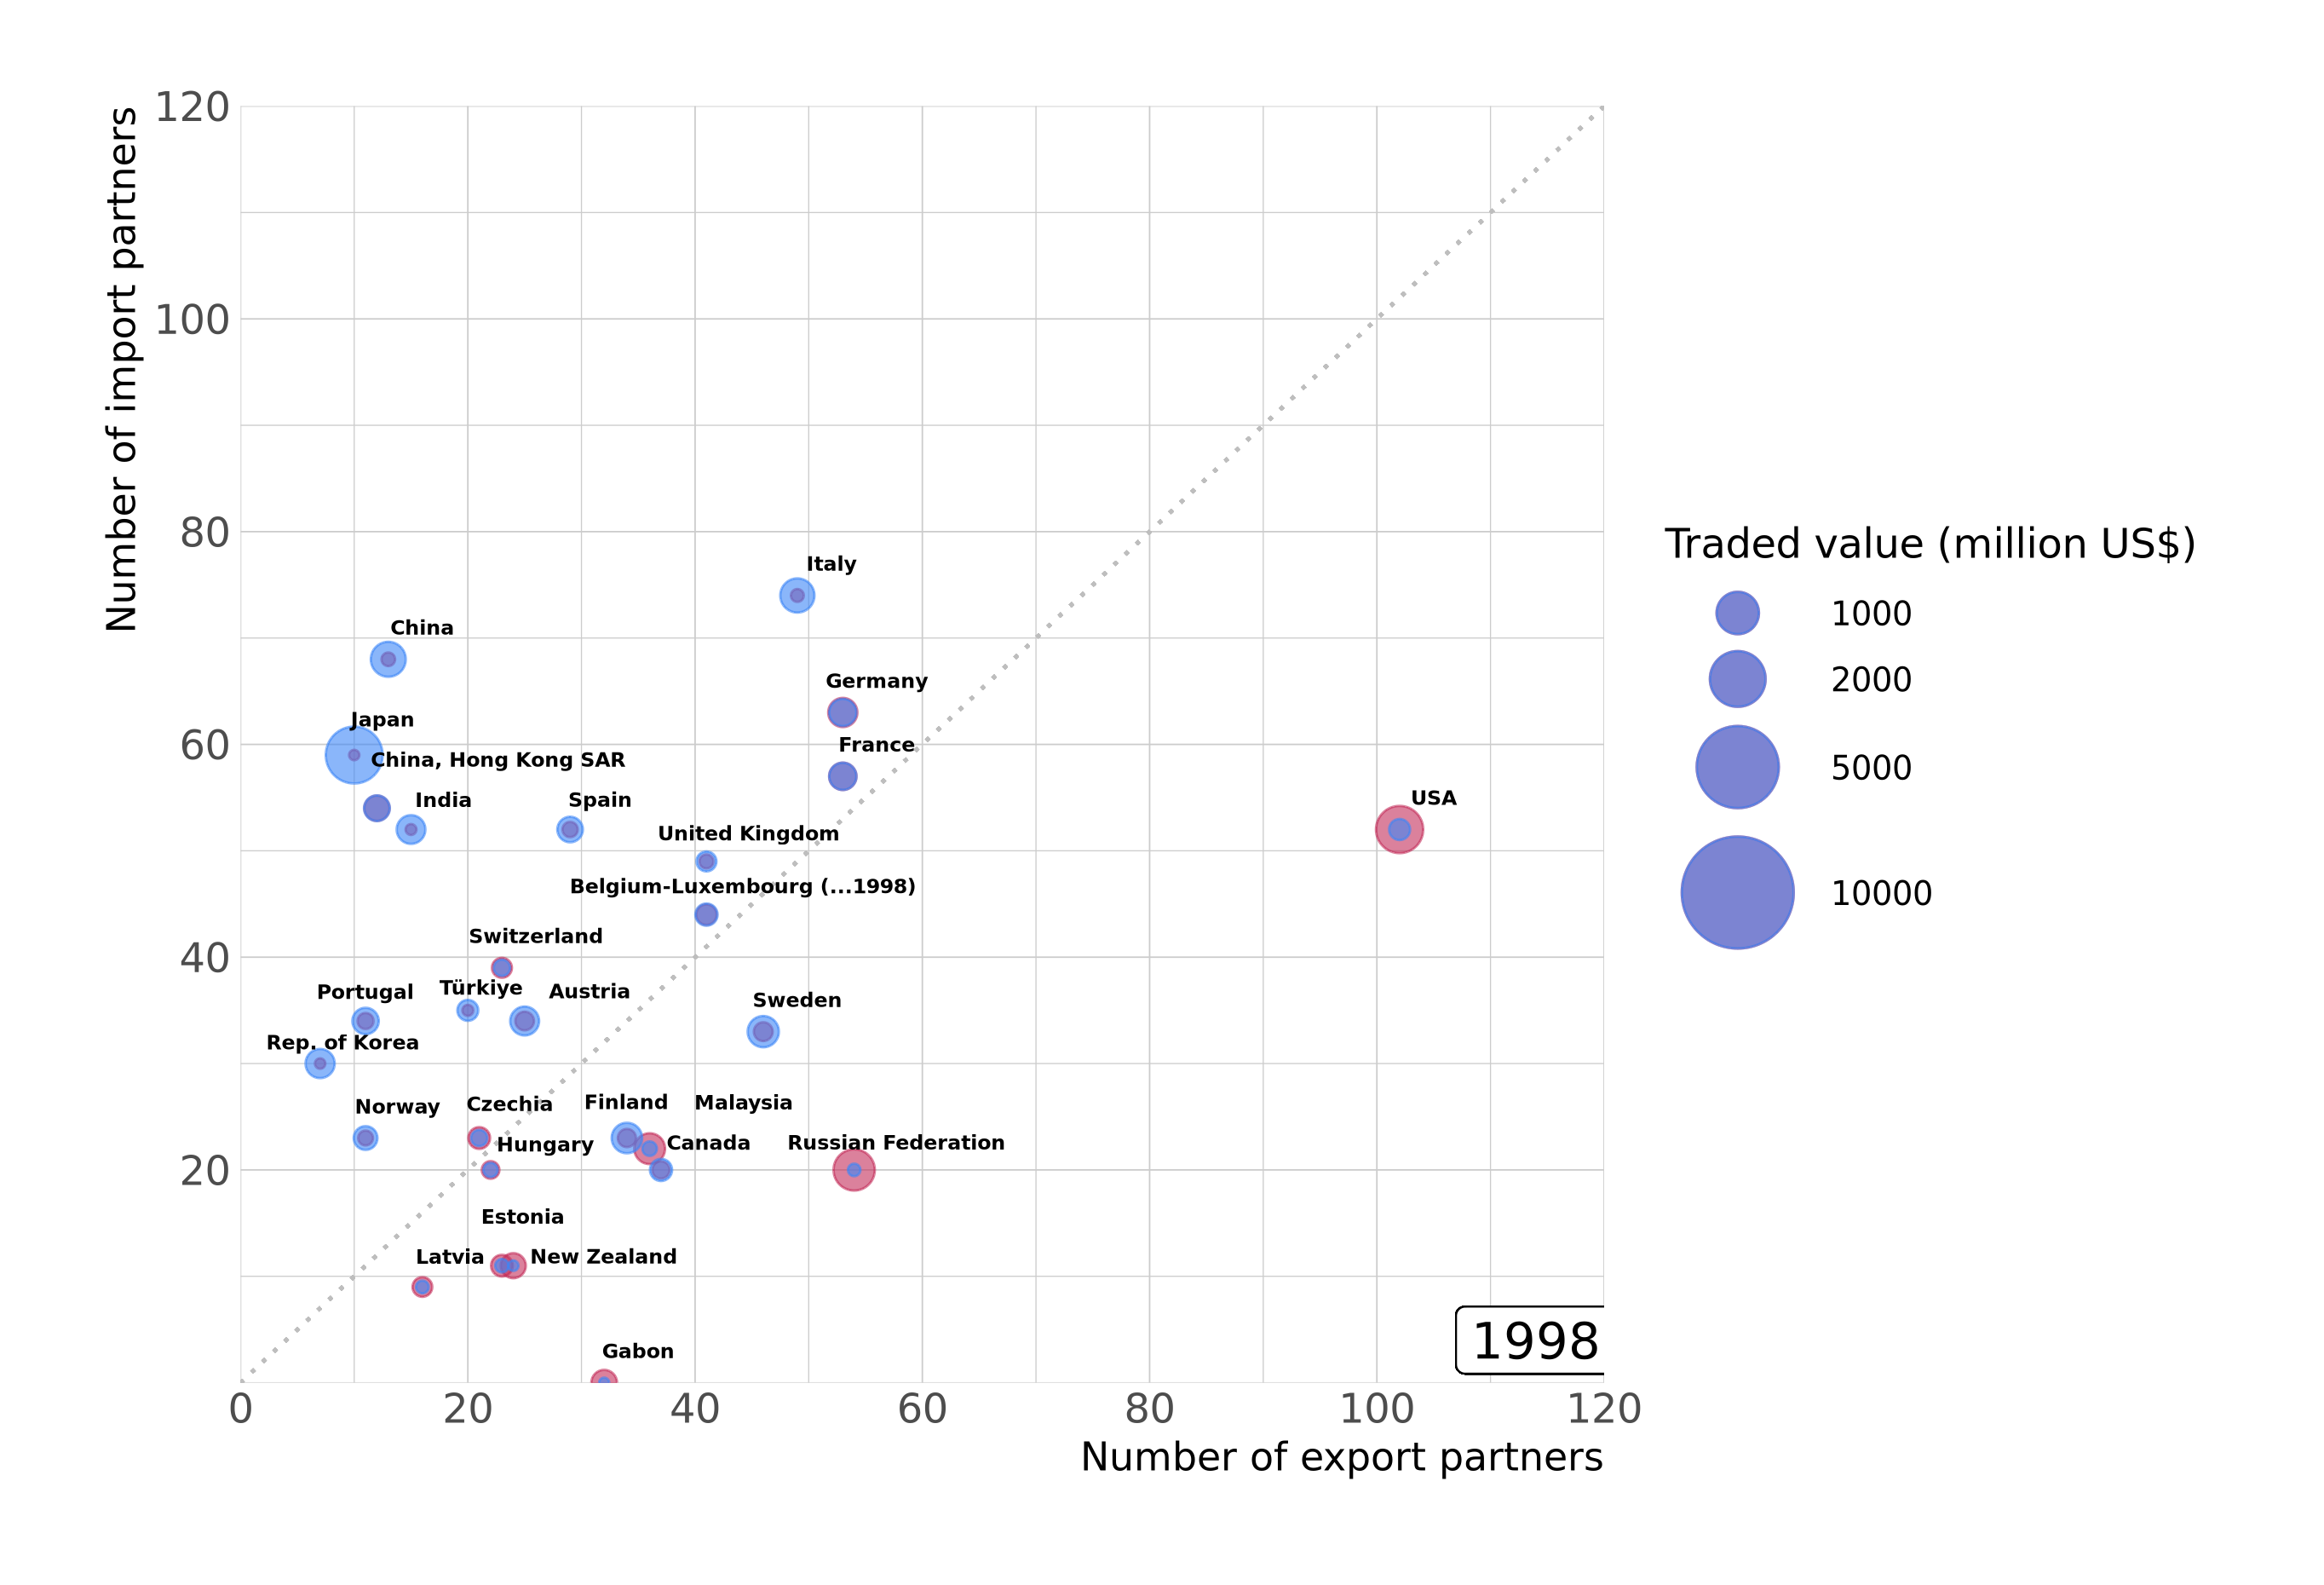 Number of import partners
120
100
80
60
40
20
Italy
China
Germany
Japan
France
China, Hong Kong SAR
India
Spain
USA
United Kingdom
Belgium-Luxembourg (...1998)
Switzerland
Portugal
Türkiye
Austria
Sweden
Rep. of Korea
Norway
Czechia
Finland
Malaysia
Hungary
Canada
Russian Federation
Estonia
Latvia
New Zealand
Gabon
1998
0
20
40
60
80
100
120
Number of export partners
Traded value (million US$)
1000
2000
5000
10000